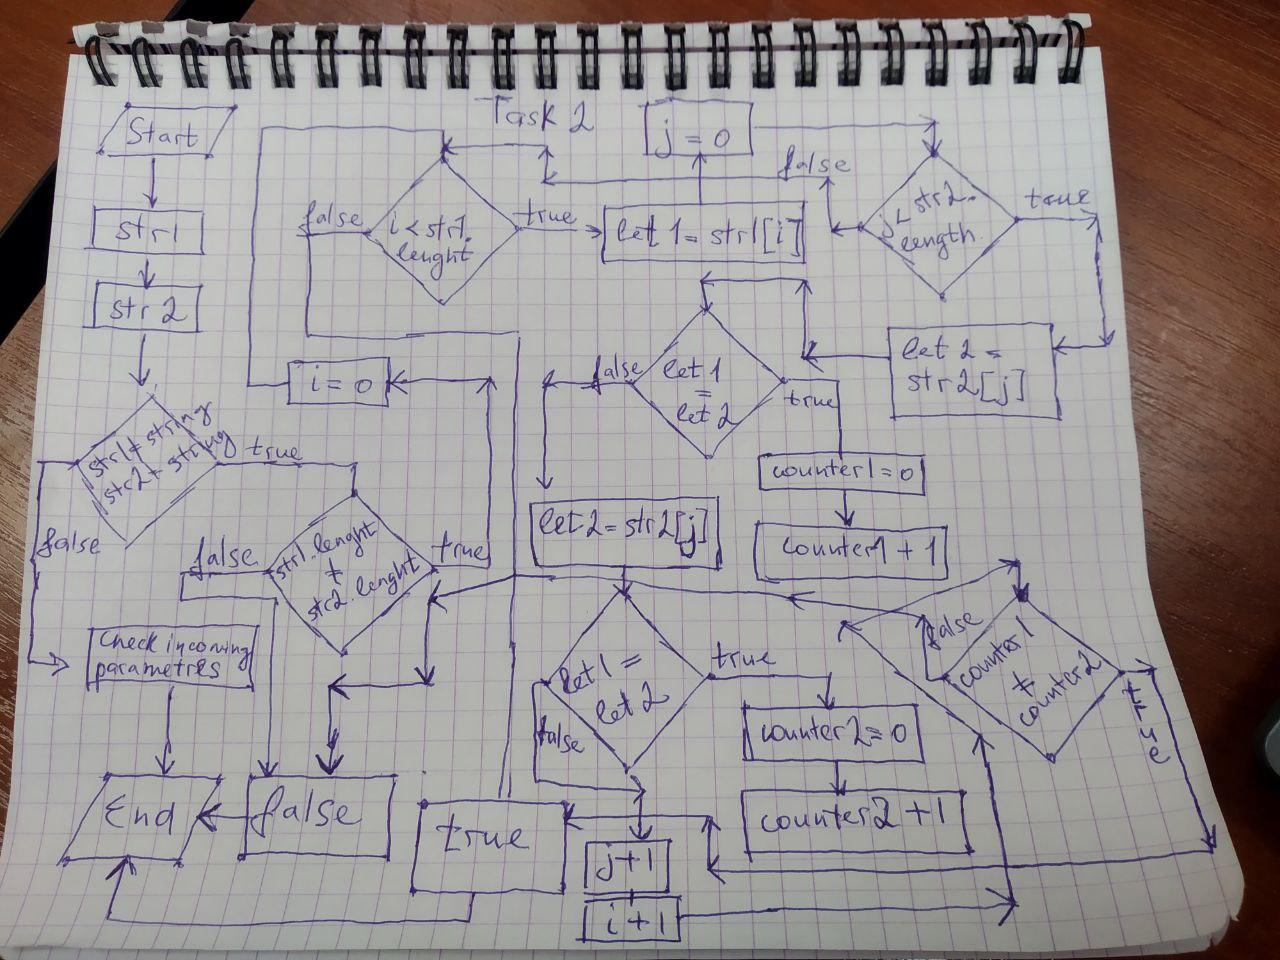 Task 2
Start
str1
str2
str1 ≠ string
str2 ≠ string
true
false
str1.lenght
≠
str2.lenght
false
true
Check incoming
parametres
End
false
true
i = 0
i < str1.
lenght
false
true
let 1 = str1[i]
j = 0
j < str2.
length.
false
true
let 2 =
str2[j]
let 1
=
let 2
false
true
counter1 = 0
counter1 + 1
let 2 = str2[j]
let 1 =
let 2
true
false
counter2 = 0
counter2 + 1
j + 1
i + 1
counter1
≠
counter2
false
true